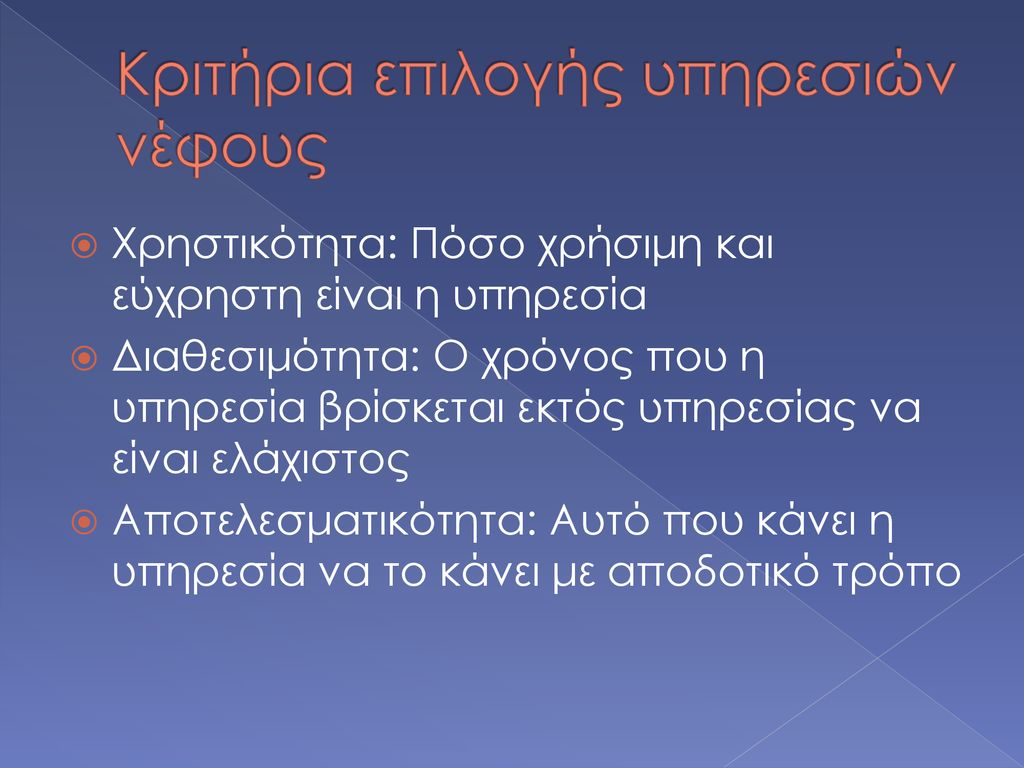 Κριτήρια επιλογής υπηρεσιών
νέφους
Χρηστικότητα: Πόσο χρήσιμη και
εύχρηστη είναι η υπηρεσία
Διαθεσιμότητα: Ο χρόνος που η
υπηρεσία βρίσκεται εκτός υπηρεσίας να
είναι ελάχιστος
Αποτελεσματικότητα: Αυτό που κάνει η
υπηρεσία να το κάνει με αποδοτικό τρόπο